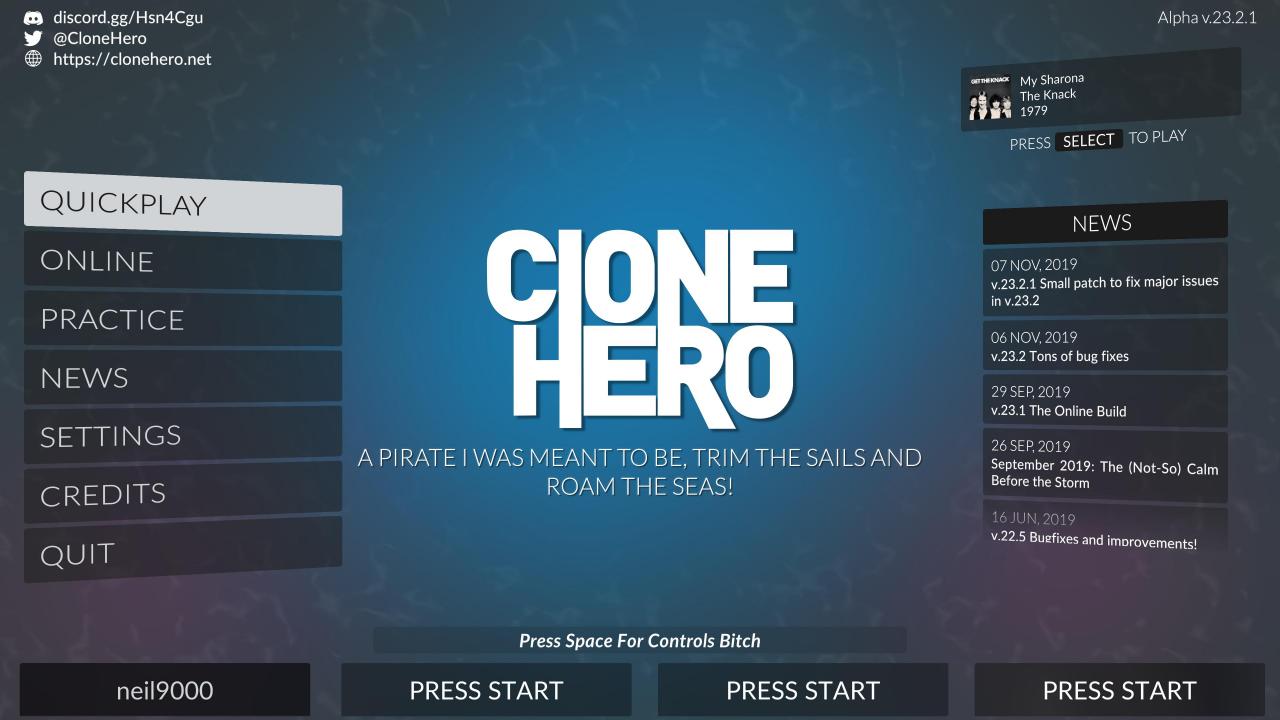 discord.gg/Hsn4Cgu
@CloneHero
https://clonehero.net
Alpha v.23.2.1
GET THE KNACK
My Sharona
The Knack
1979
PRESS SELECT TO PLAY
QUICKPLAY
ONLINE
PRACTICE
NEWS
SETTINGS
CREDITS
QUIT
CLONE
HERO
A PIRATE I WAS MEANT TO BE, TRIM THE SAILS AND
ROAM THE SEAS!
NEWS
07 NOV, 2019
v.23.2.1 Small patch to fix major issues
in v.23.2
06 NOV, 2019
v.23.2 Tons of bug fixes
29 SEP, 2019
v.23.1 The Online Build
26 SEP, 2019
September 2019: The (Not-So) Calm
Before the Storm
16 JUN, 2019
v.22.5 Bugfixes and improvements!
Press Space For Controls Bitch
neil9000
PRESS START
PRESS START
PRESS START